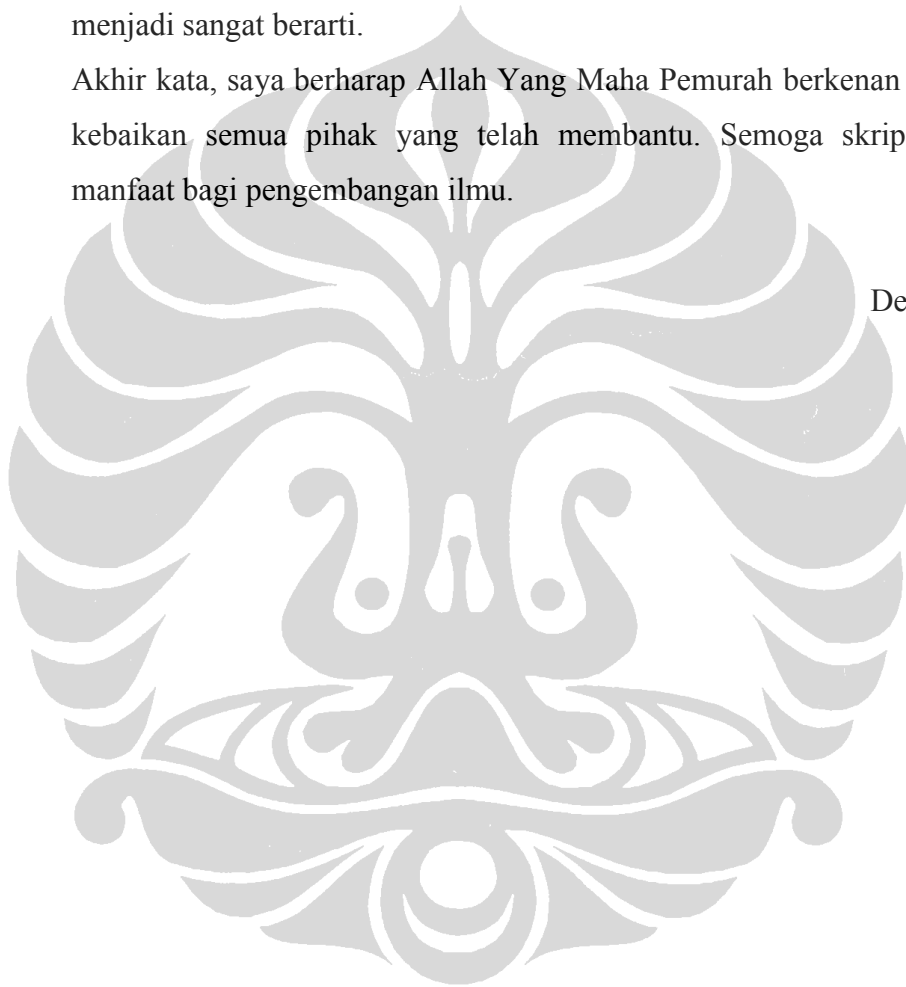 menjadi sangat berarti.
Akhir kata, saya berharap Allah Yang Maha Pemurah berkenan
kebaikan semua pihak yang telah membantu. Semoga skrip
manfaat bagi pengembangan ilmu.
De